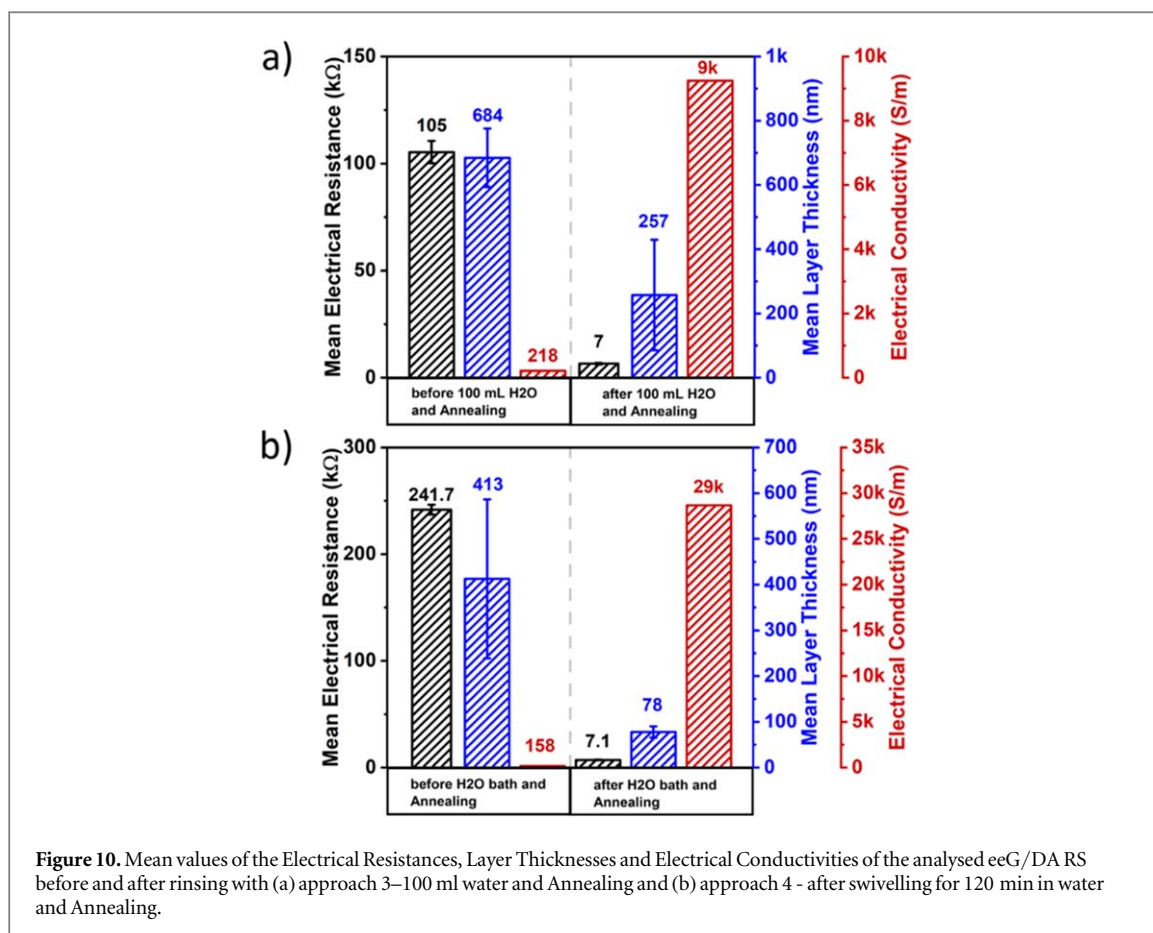 a)
Mean Electrical Resistance (kΩ)
150
100
50
0
105
684
218
7
257
9k
1k
800
600
400
200
0
Mean Layer Thickness (nm)
10k
8k
6k
4k
2k
0
Electrical Conductivity (S/m)
before 100 mL H2O
and Annealing
after 100 mL H2O
and Annealing
b)
Mean Electrical Resistance (kΩ)
300
200
100
0
241.7
413
158
7.1
78
29k
700
600
500
400
300
200
100
0
Mean Layer Thickness (nm)
35k
30k
25k
20k
15k
10k
5k
0
Electrical Conductivity (S/m)
before H2O bath and
Annealing
after H2O bath and
Annealing
Figure 10. Mean values of the Electrical Resistances, Layer Thicknesses and Electrical Conductivities of the analysed eeG/DA RS
before and after rinsing with (a) approach 3–100 ml water and Annealing and (b) approach 4 - after swivelling for 120 min in water
and Annealing.